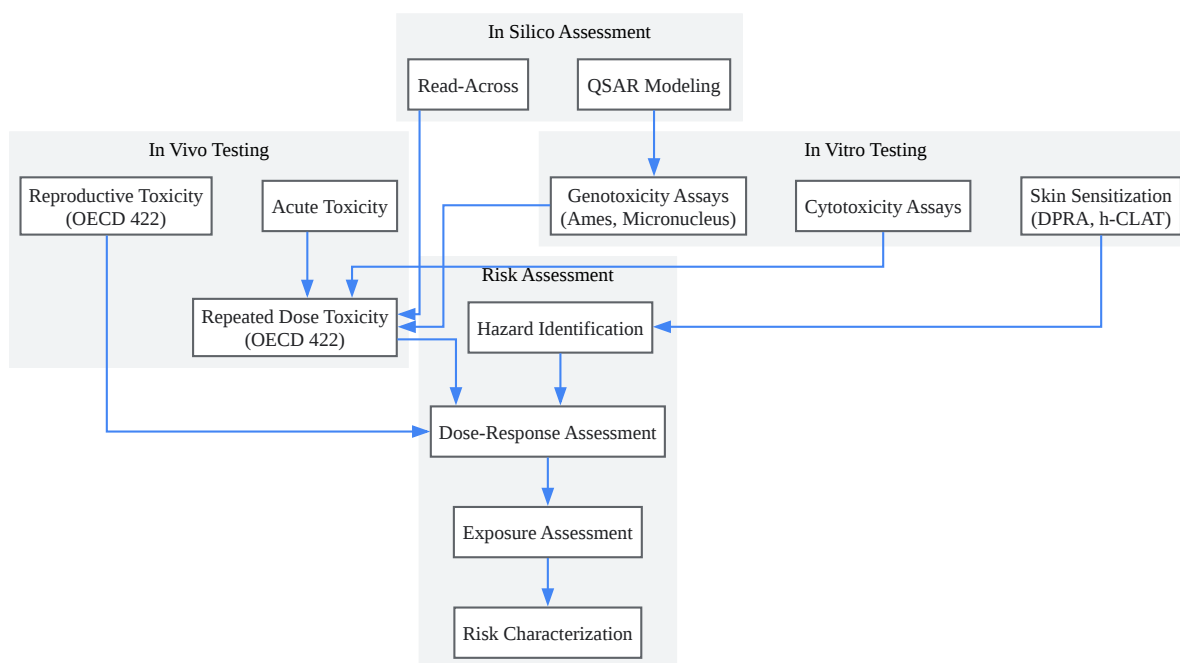 In Silico Assessment
Read-Across
QSAR Modeling
In Vivo Testing
In Vitro Testing
Reproductive Toxicity
(OECD 422)
Acute Toxicity
Genotoxicity Assays
(Ames, Micronucleus)
Cytotoxicity Assays
Skin Sensitization
(DPRA, h-CLAT)
Risk Assessment
Repeated Dose Toxicity
(OECD 422)
Hazard Identification
Dose-Response Assessment
Exposure Assessment
Risk Characterization